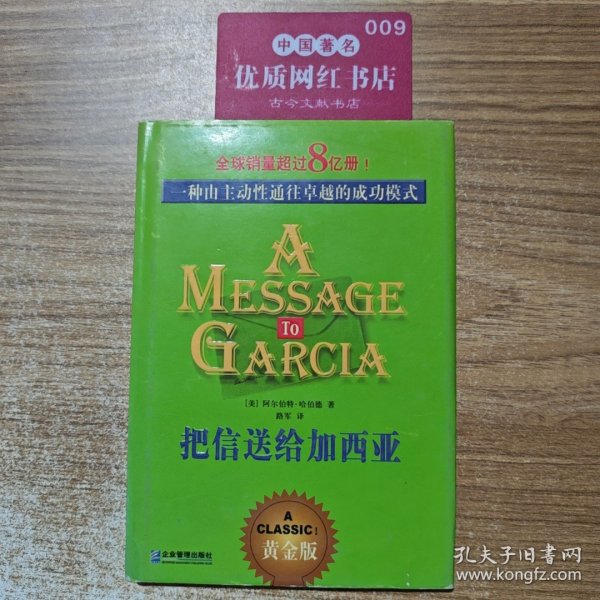 009
中国著名
优质网红书店
古今文献书店
全球销量超过8亿册！
一种由主动性通往卓越的成功模式
A
MESSAGE
To
GARCIA
[美] 阿尔伯特·哈伯德 著
路军 译
把信送给加西亚
A
CLASSIC!
黄金版
企业管理出版社
孔夫子旧书网
www.kongfz.com